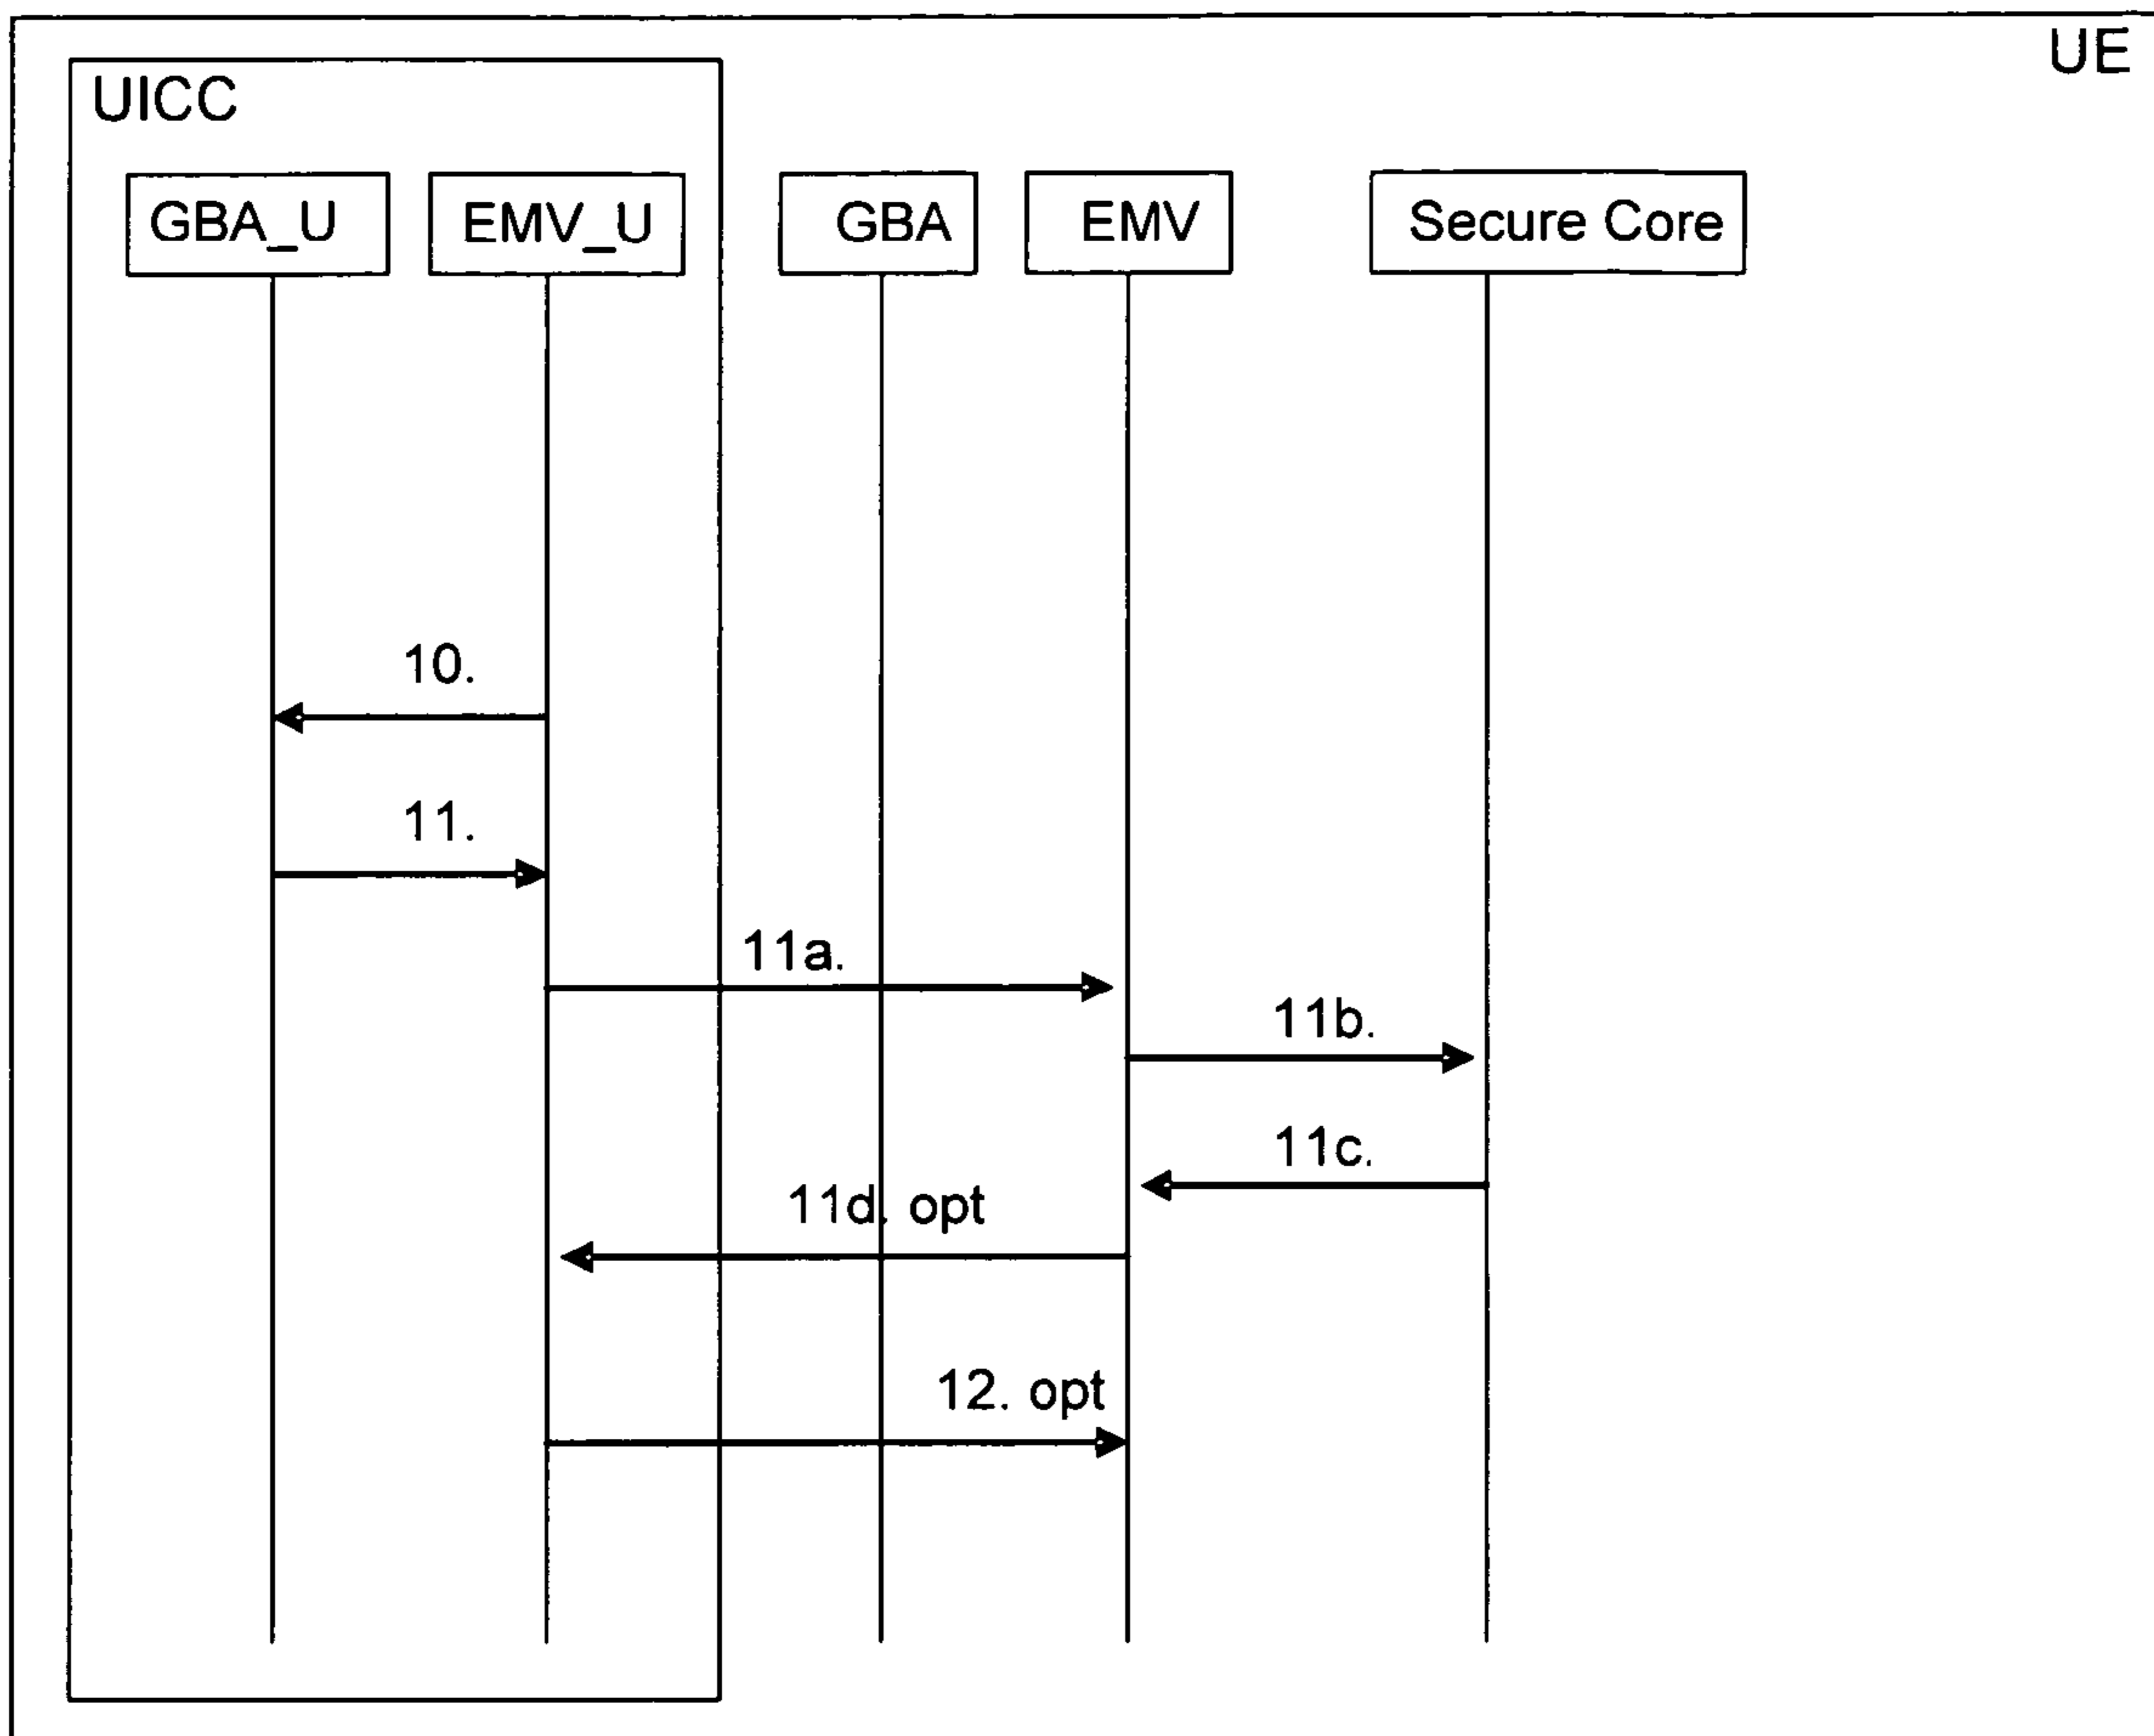 UE
UICC
GBA_U
EMV_U
GBA
EMV
Secure Core
10.
11.
11a.
11b.
11c.
11d. opt
12. opt